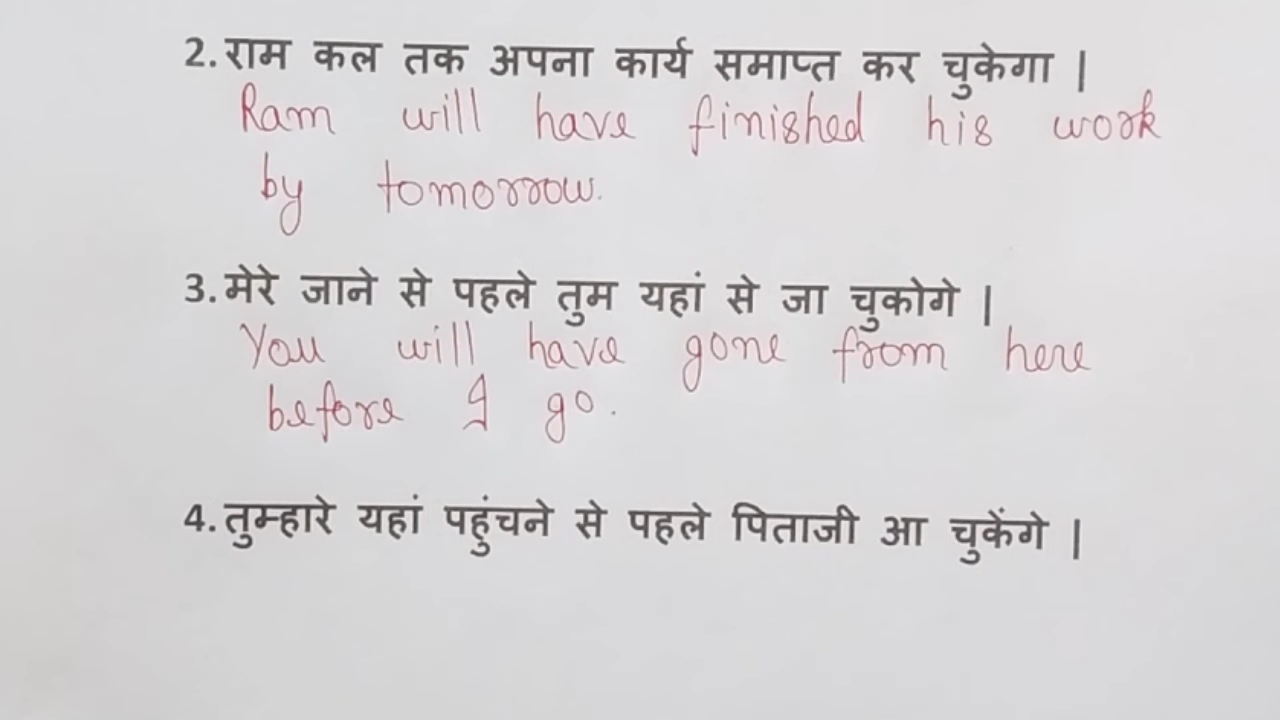 2. राम कल तक अपना कार्य समाप्त कर चुकेगा |
Ram will have finished his work
by tomorrow.
3. मेरे जाने से पहले तुम यहां से जा चुकोगे |
You will have gone from here
before I go.
4. तुम्हारे यहां पहुंचने से पहले पिताजी आ चुकेंगे |